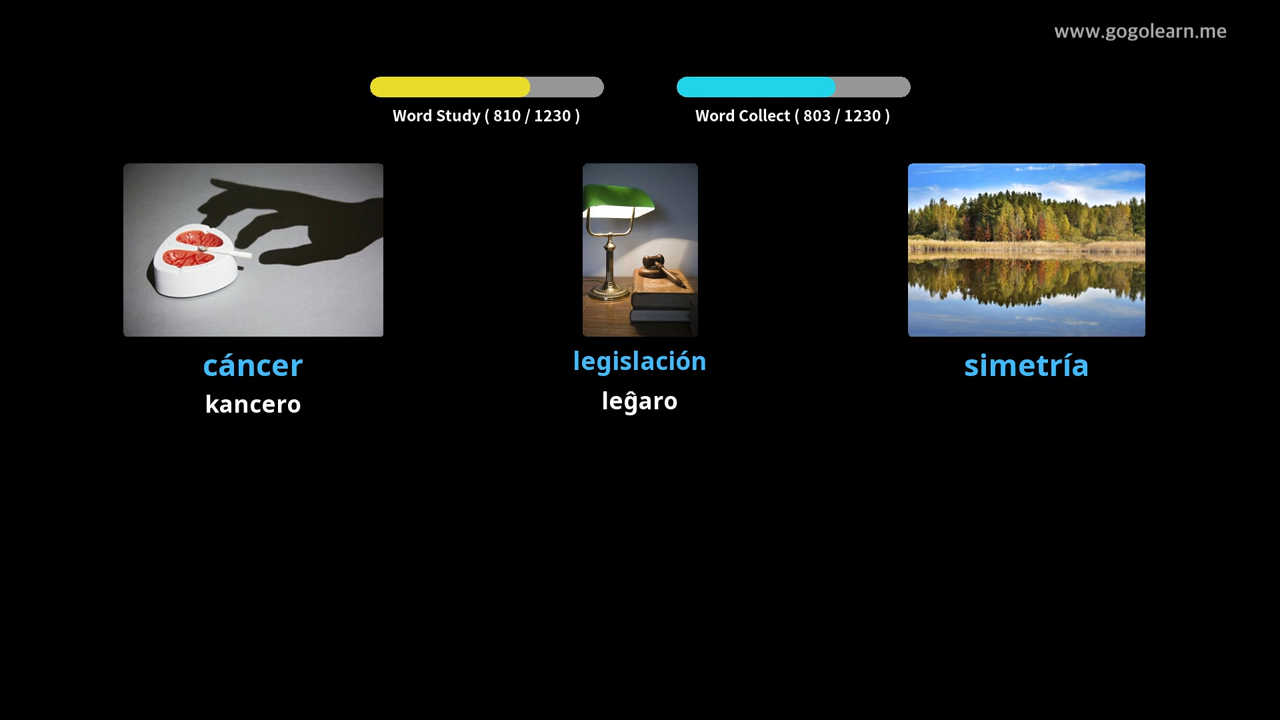 www.gogolearn.me
Word Study ( 810 / 1230 )
Word Collect ( 803 / 1230 )
cáncer
kancero
legislación
leĝaro
simetría